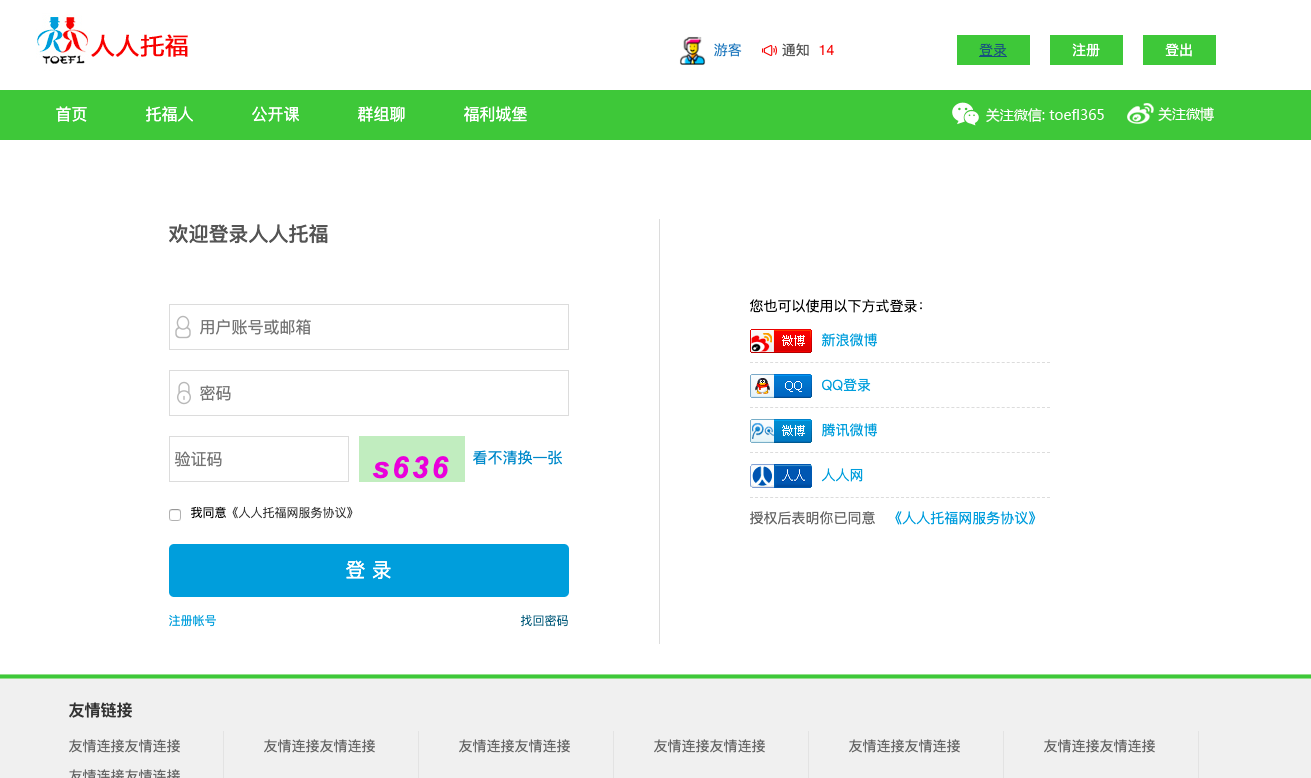 TOEFL 人人托福
游客 通知 14 登录 注册 登出
首页 托福人 公开课 群组聊 福利城堡 关注微信: toefl365 关注微博
欢迎登录人人托福
用户账号或邮箱
密码
验证码 s636 看不清换一张
我同意《人人托福网服务协议》
登 录
注册帐号 找回密码
您也可以使用以下方式登录：
微博 新浪微博
QQ QQ登录
微博 腾讯微博
人人 人人网
授权后表明你已同意 《人人托福网服务协议》
友情链接
友情连接友情连接 友情连接友情连接 友情连接友情连接 友情连接友情连接 友情连接友情连接 友情连接友情连接
友情连接友情连接